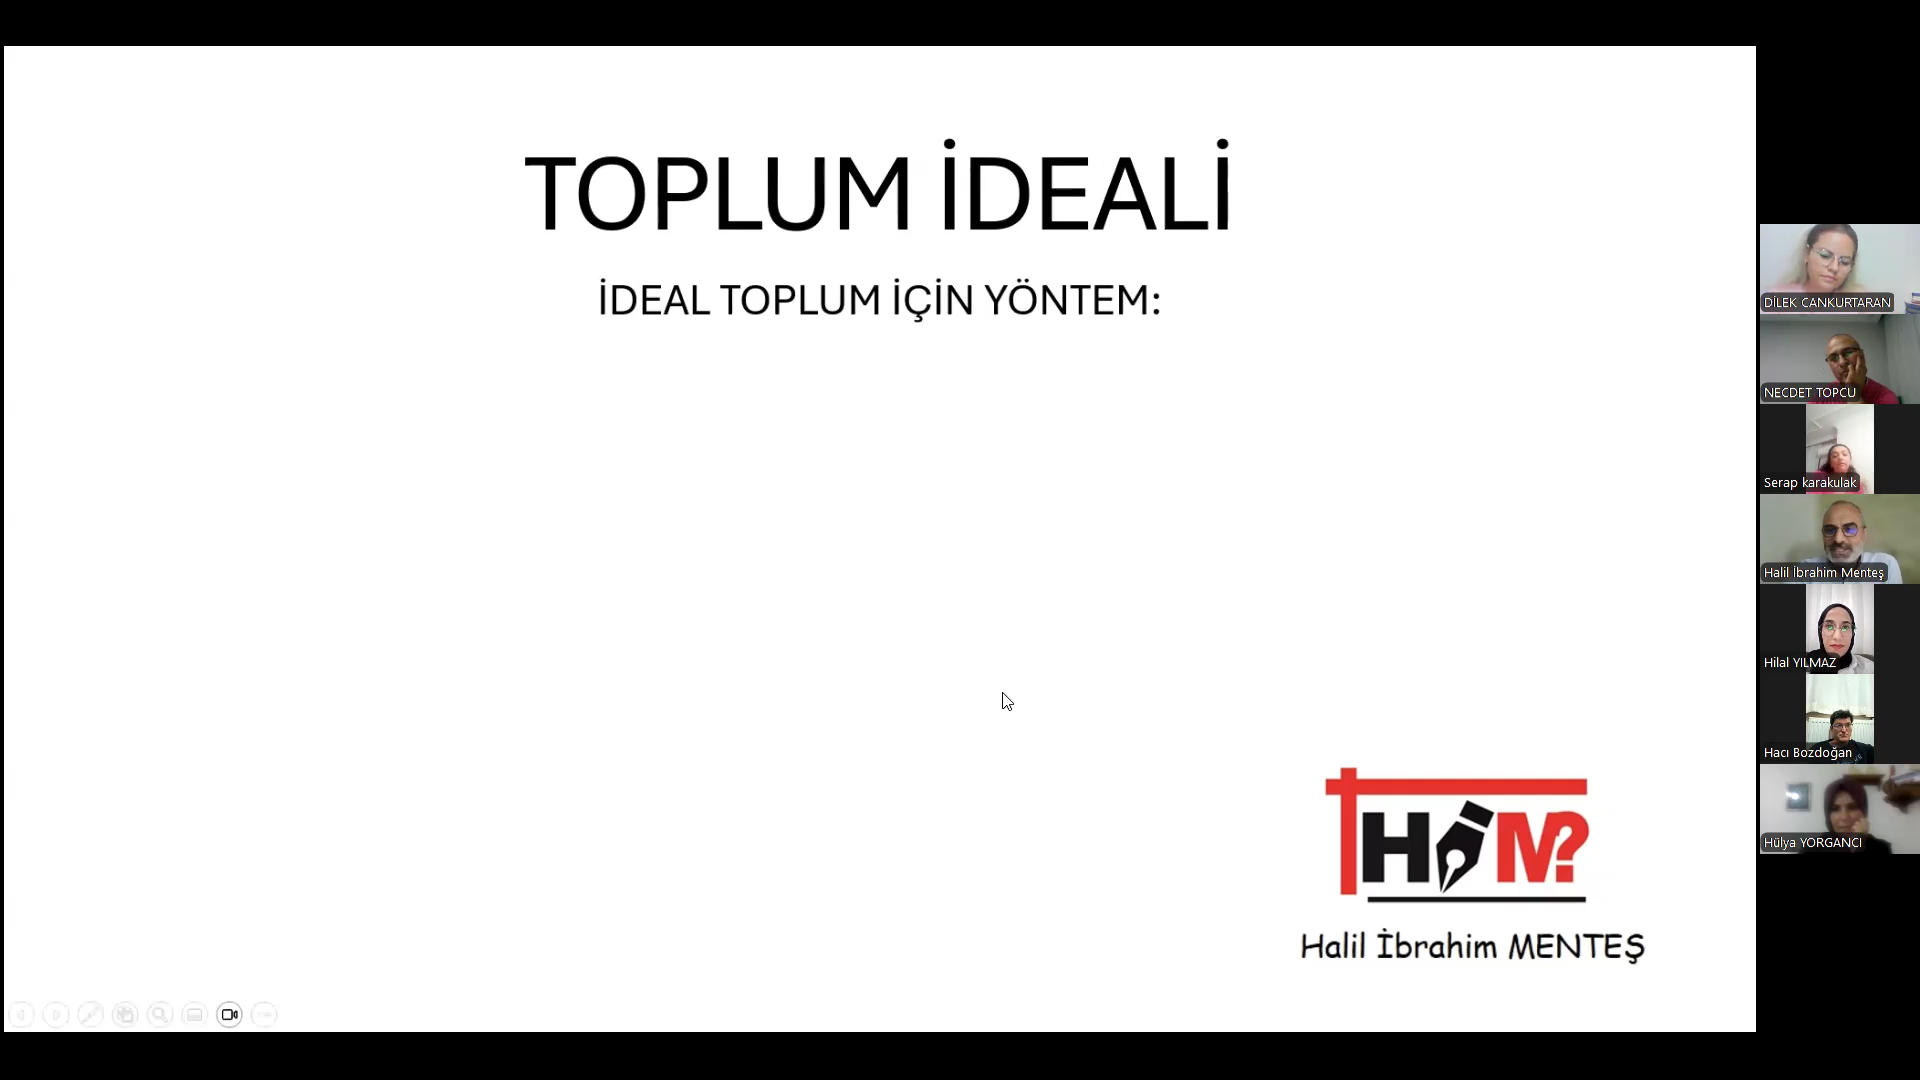 TOPLUM İDEALİ
İDEAL TOPLUM İÇİN YÖNTEM:
HİM?
Halil İbrahim MENTEŞ
DİLEK CANKURTARAN
NECDET TOPCU
Serap karakulak
Halil İbrahim Menteş
Hilal YILMAZ
Hacı Bozdoğan
Hülya YORGANCI